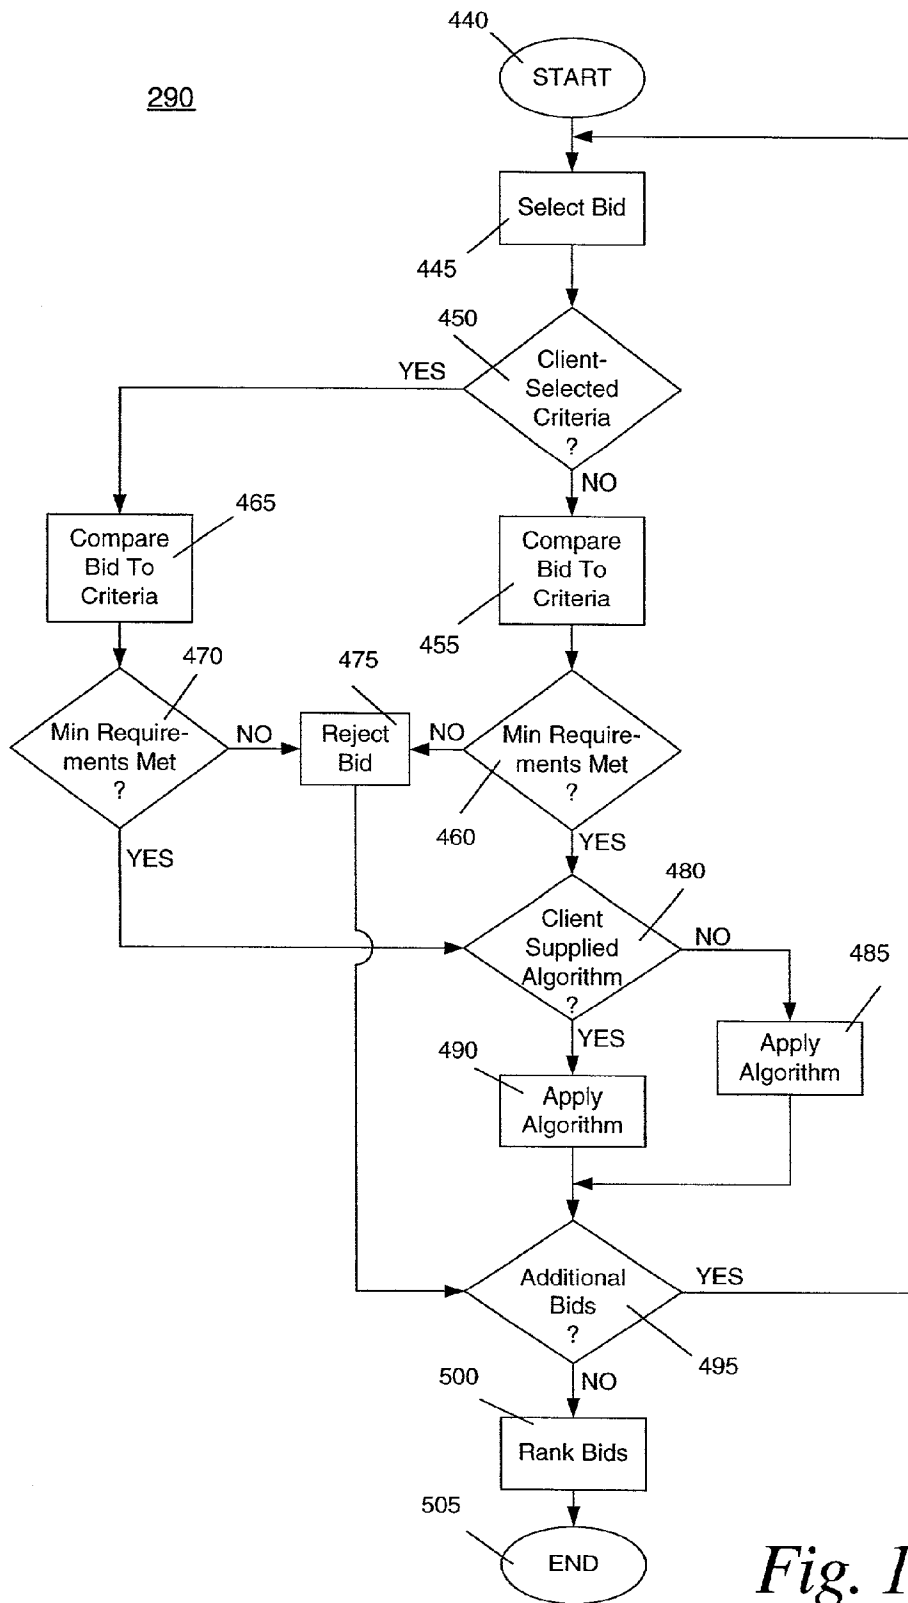 440
START
290
Select Bid
445
450
Client-
Selected
Criteria
?
YES
NO
465
Compare
Bid To
Criteria
Compare
Bid To
Criteria
455
470
475
Min Require-
ments Met
?
NO
Reject
Bid
NO
Min Require-
ments Met
?
460
YES
YES
480
Client
Supplied
Algorithm
?
NO
485
YES
490
Apply
Algorithm
Apply
Algorithm
Additional
Bids
?
YES
495
500
NO
Rank Bids
505
END
Fig. 1